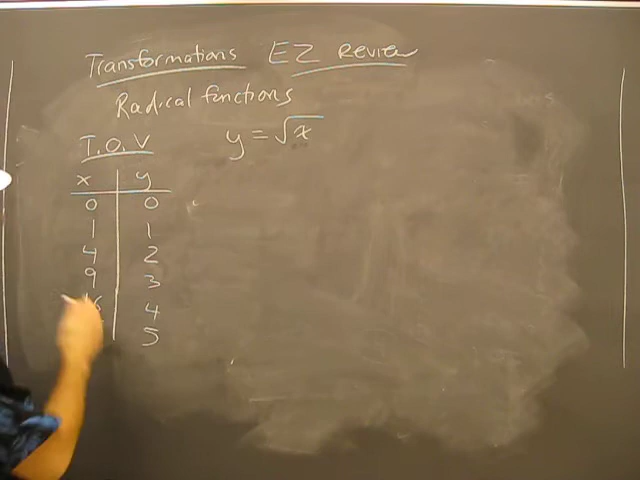 Transformations EZ Review
Radical functions
T.O.V
y = √x
x y
0 0
1 1
4 2
9 3
4
5